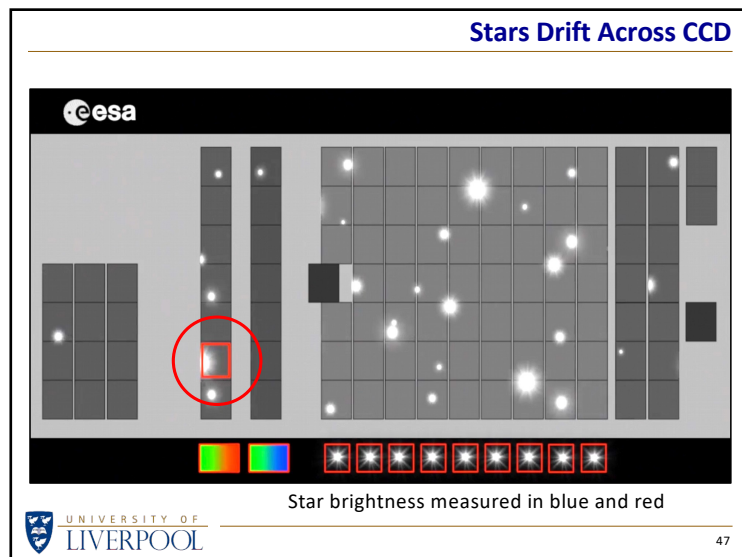 Stars Drift Across CCD
esa
Star brightness measured in blue and red
UNIVERSITY OF
LIVERPOOL
47